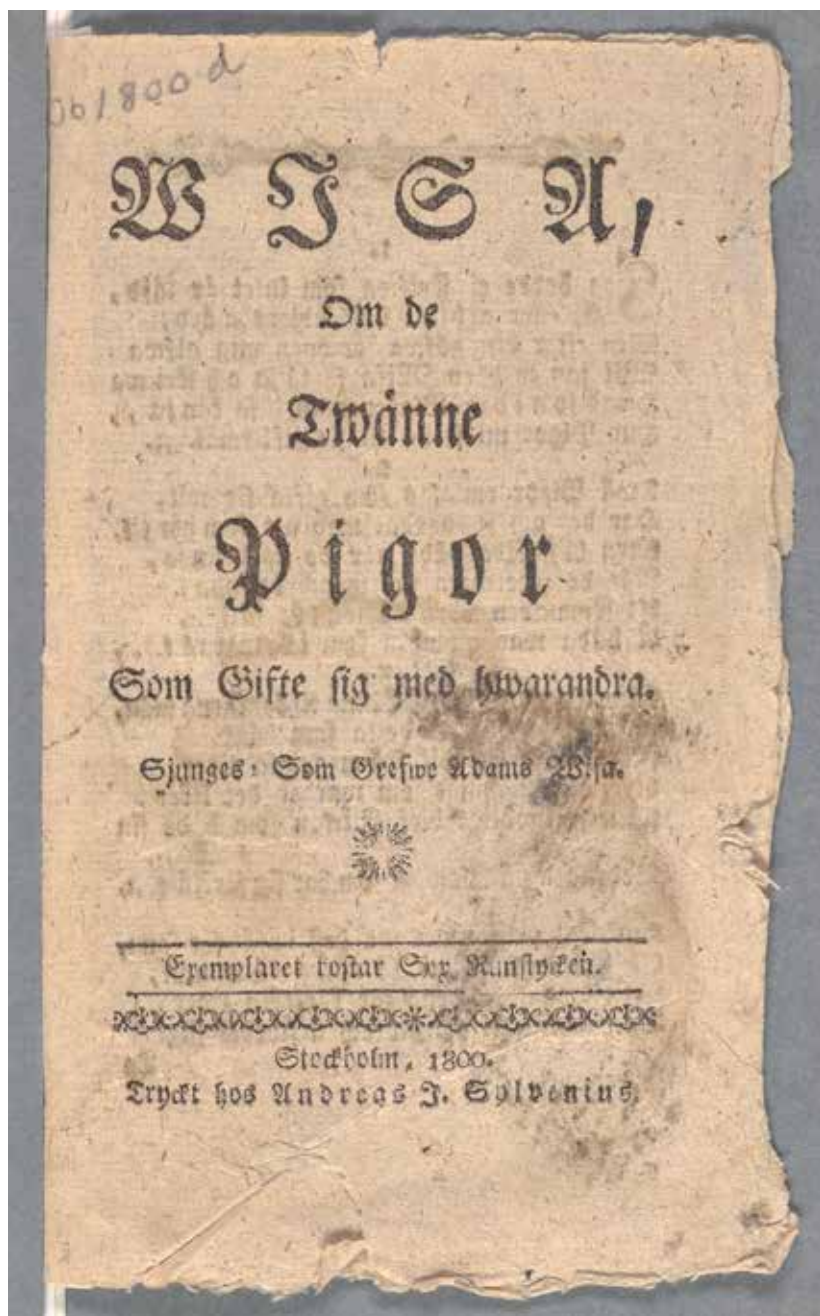 061800 d
WISA,
Om de
Twänne
Pigor
Som Gifte sig med hwarandra.
Sjunges, Som Grefwe Adams Wisa.
Exemplaret kostar Sex Runstycken.
Stockholm, 1800.
Tryckt hos Andreas J. Sylvenius.